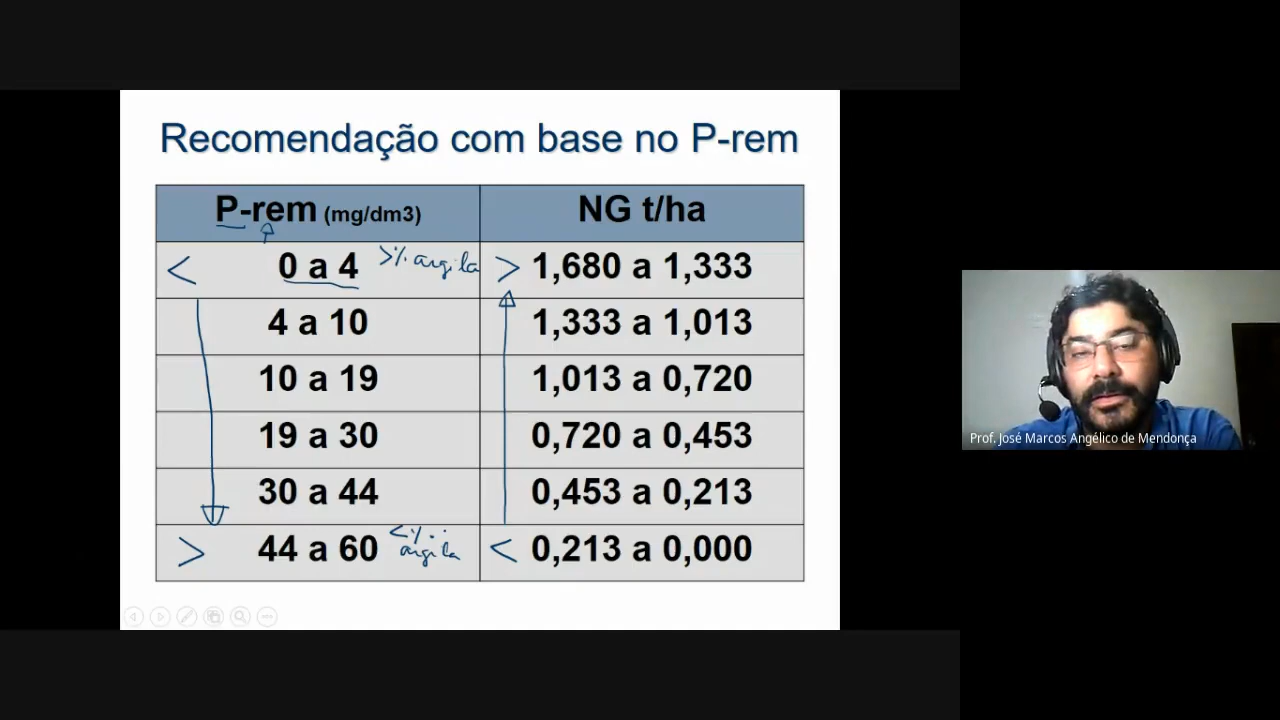 Recomendação com base no P-rem
P-rem (mg/dm3) NG t/ha
< 0 a 4 >% argila > 1,680 a 1,333
4 a 10 1,333 a 1,013
10 a 19 1,013 a 0,720
19 a 30 0,720 a 0,453
30 a 44 0,453 a 0,213
> 44 a 60 <% argila < 0,213 a 0,000
Prof. José Marcos Angélico de Mendonça